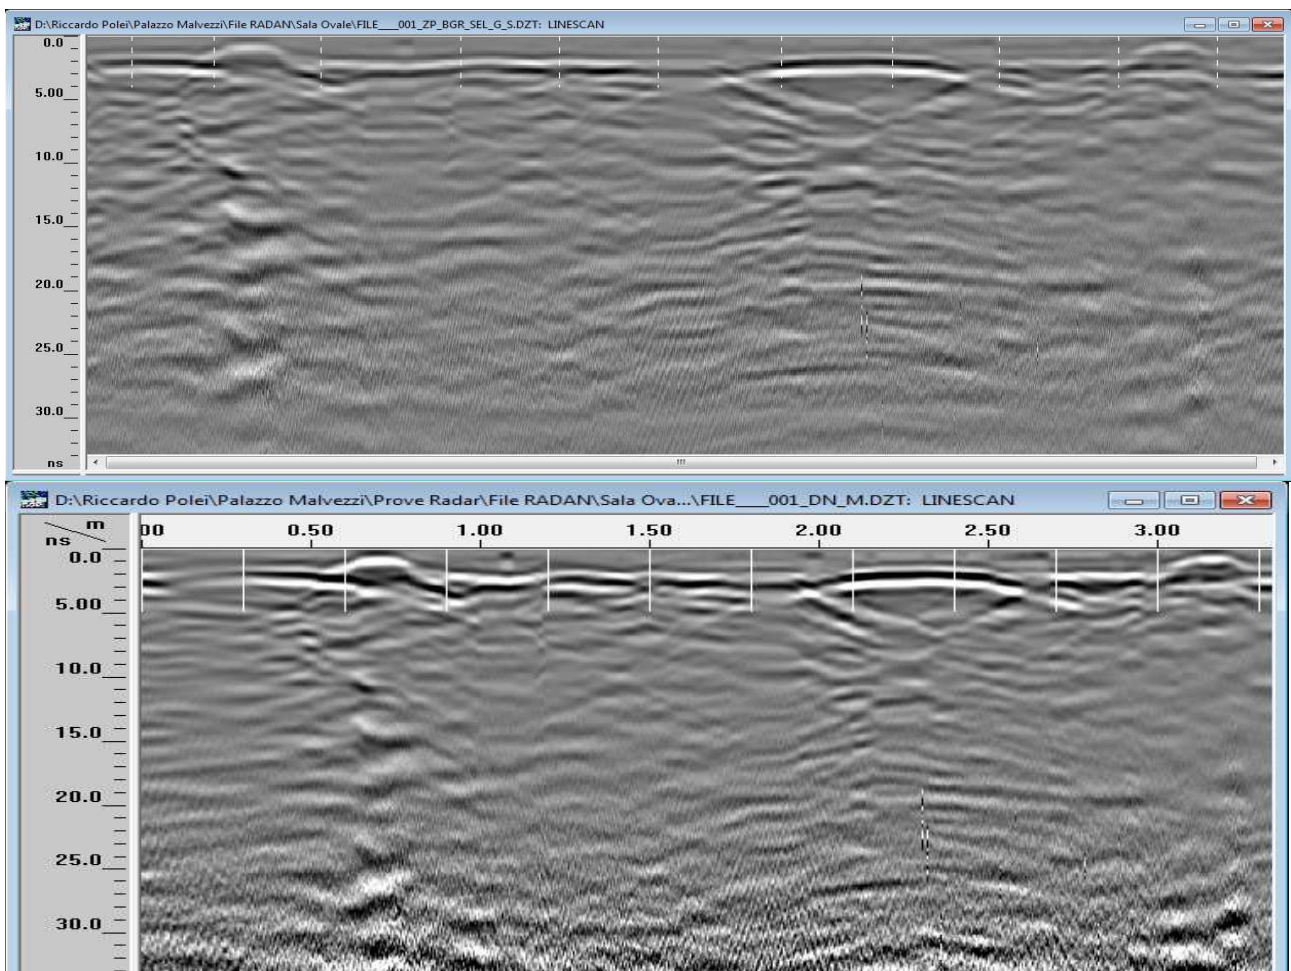 D:\Riccardo Polei\Palazzo Malvezzi\File RADAN\Sala Ovale\FILE___001_ZP_BGR_SEL_G_S.DZT: LINESCAN
0.0
5.00
10.0
15.0
20.0
25.0
30.0
ns
D:\Riccardo Polei\Palazzo Malvezzi\Prove Radar\File RADAN\Sala Ova...\FILE___001_DN_M.DZT: LINESCAN
m
ns
00 0.50 1.00 1.50 2.00 2.50 3.00
0.0
5.00
10.0
15.0
20.0
25.0
30.0